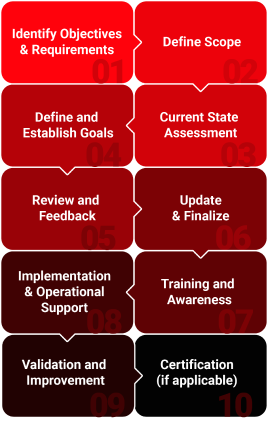 Identify Objectives
& Requirements
01
Define Scope
02
Current State
Assessment
03
Define and
Establish Goals
04
Review and
Feedback
05
Update
& Finalize
06
Training and
Awareness
07
Implementation
& Operational
Support
08
Validation and
Improvement
09
Certification
(if applicable)
10